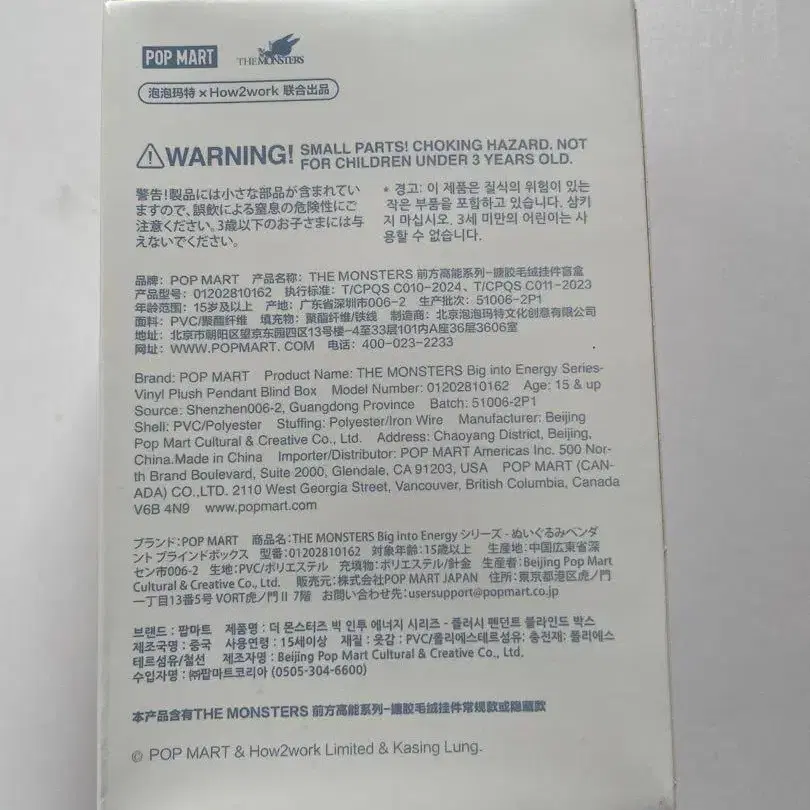 POP MART THE MONSTERS
泡泡玛特 × How2work 联合出品
WARNING! SMALL PARTS! CHOKING HAZARD. NOT
FOR CHILDREN UNDER 3 YEARS OLD.
警告!製品には小さな部品が含まれてい
ますので、誤飲による窒息の危険性にご
注意ください。3歳以下のお子さまには与
えないでください。
* 경고: 이 제품은 질식의 위험이 있는
작은 부품을 포함하고 있습니다. 삼키
지 마십시오. 3세 미만의 어린이는 사
용할 수 없습니다.
品牌: POP MART 产品名称: THE MONSTERS 前方高能系列-搪胶毛绒挂件盲盒
产品型号: 01202810162 执行标准: T/CPQS C010-2024、T/CPQS C011-2023
年龄范围: 15岁及以上 产地: 广东省深圳市006-2 生产批次: 51006-2P1
面料: PVC/聚酯纤维 填充物: 聚酯纤维/铁线 制造商: 北京泡泡玛特文化创意有限公司
地址: 北京市朝阳区望京东园四区13号楼-4至33层101内A座36层3606室
网址: WWW.POPMART.COM 电话: 400-023-2233
Brand: POP MART Product Name: THE MONSTERS Big into Energy Series-
Vinyl Plush Pendant Blind Box Model Number: 01202810162 Age: 15 & up
Source: Shenzhen006-2, Guangdong Province Batch: 51006-2P1
Shell: PVC/Polyester Stuffing: Polyester/Iron Wire Manufacturer: Beijing
Pop Mart Cultural & Creative Co., Ltd. Address: Chaoyang District, Beijing,
China.Made in China Importer/Distributor: POP MART Americas Inc. 500 Nor-
th Brand Boulevard, Suite 2000, Glendale, CA 91203, USA POP MART (CAN-
ADA) CO.,LTD. 2110 West Georgia Street, Vancouver, British Columbia, Canada
V6B 4N9 www.popmart.com
ブランド:POP MART 商品名:THE MONSTERS Big into Energy シリーズ - ぬいぐるみペンダ
ント ブラインドボックス 型番:01202810162 対象年齢:15歳以上 生産地:中国広東省深
セン市006-2 生地:PVC/ポリエステル 充填物:ポリエステル/針金 生産者:Beijing Pop Mart
Cultural & Creative Co., Ltd. 販売元:株式会社POP MART JAPAN 住所:東京都港区虎ノ門
一丁目13番5号 VORT虎ノ門Ⅱ 7階 お問い合わせ先:usersupport@popmart.co.jp
브랜드 : 팝마트 제품명 : 더 몬스터즈 빅 인투 에너지 시리즈 - 플러시 펜던트 블라인드 박스
제조국명 : 중국 사용연령 : 15세이상 재질 : 옷감 : PVC/폴리에스테르섬유: 충전재: 폴리에스
테르섬유/철선 제조자명 : Beijing Pop Mart Cultural & Creative Co., Ltd.
수입자명 : ㈜팝마트코리아 (0505-304-6600)
本产品含有THE MONSTERS 前方高能系列-搪胶毛绒挂件常规款或隐藏款
© POP MART & How2work Limited & Kasing Lung.